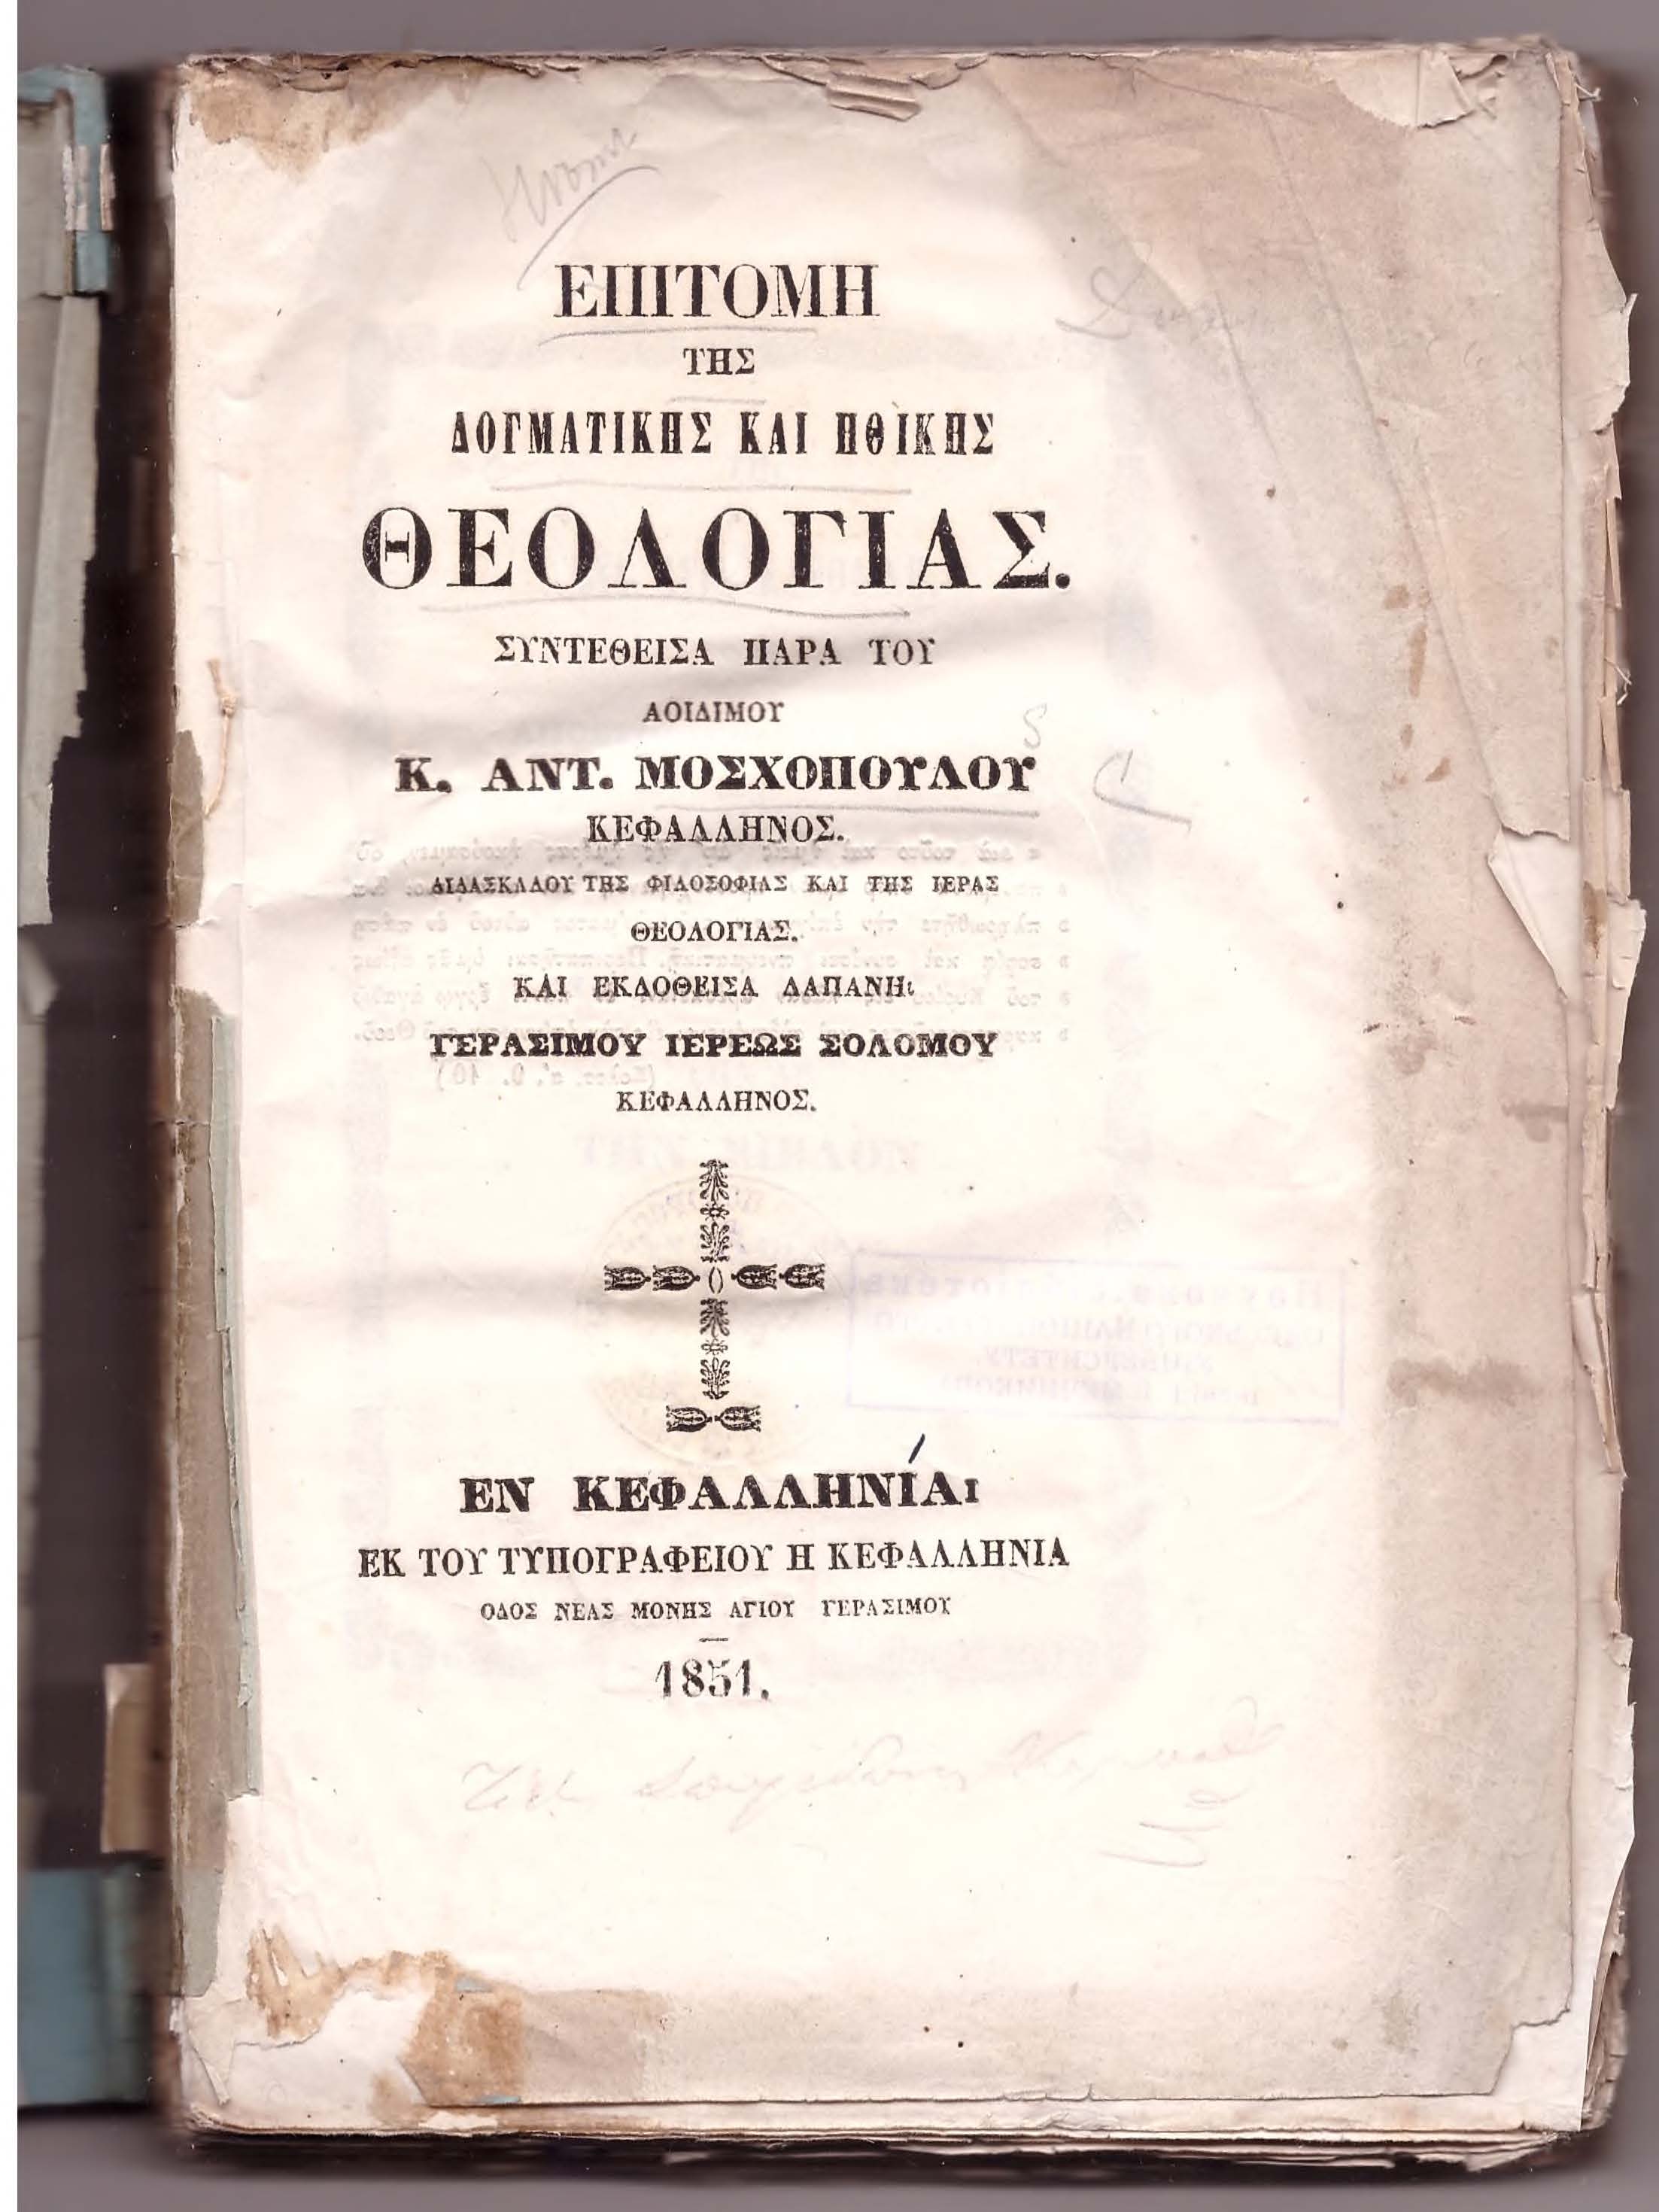 ΕΠΙΤΟΜΗ
ΤΗΣ
ΔΟΓΜΑΤΙΚΗΣ ΚΑΙ ΗΘΙΚΗΣ
ΘΕΟΛΟΓΙΑΣ.
ΣΥΝΤΕΘΕΙΣΑ ΠΑΡΑ ΤΟΥ
ΑΟΙΔΙΜΟΥ
Κ. ΑΝΤ. ΜΟΣΧΟΠΟΥΛΟΥ
ΚΕΦΑΛΛΗΝΟΣ.
ΔΙΔΑΣΚΑΛΟΥ ΤΗΣ ΦΙΛΟΣΟΦΙΑΣ ΚΑΙ ΤΗΣ ΙΕΡΑΣ
ΘΕΟΛΟΓΙΑΣ.
ΚΑΙ ΕΚΔΟΘΕΙΣΑ ΔΑΠΑΝΗι
ΓΕΡΑΣΙΜΟΥ ΙΕΡΕΩΣ ΣΟΛΟΜΟΥ
ΚΕΦΑΛΛΗΝΟΣ.
ΕΝ ΚΕΦΑΛΛΗΝΊΑι
ΕΚ ΤΟΥ ΤΥΠΟΓΡΑΦΕΙΟΥ Η ΚΕΦΑΛΛΗΝΙΑ
ΟΔΟΣ ΝΕΑΣ ΜΟΝΗΣ ΑΓΙΟΥ ΓΕΡΑΣΙΜΟΥ
1851.